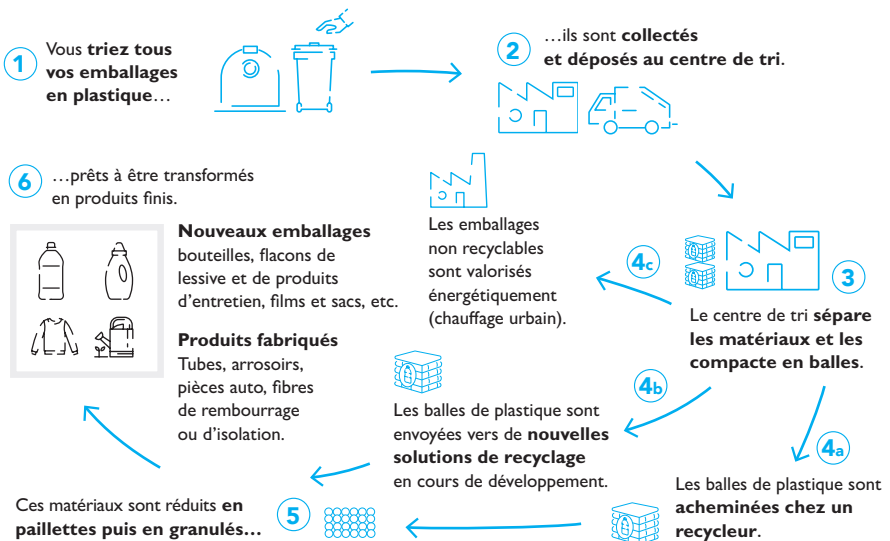 1
Vous triez tous
vos emballages
en plastique…
2
…ils sont collectés
et déposés au centre de tri.
3
Le centre de tri sépare
les matériaux et les
compacte en balles.
4a
Les balles de plastique sont
acheminées chez un
recycleur.
4b
Les balles de plastique sont
envoyées vers de nouvelles
solutions de recyclage
en cours de développement.
4c
Les emballages
non recyclables
sont valorisés
énergétiquement
(chauffage urbain).
5
Ces matériaux sont réduits en
paillettes puis en granulés…
6
…prêts à être transformés
en produits finis.
Nouveaux emballages
bouteilles, flacons de
lessive et de produits
d’entretien, films et sacs, etc.
Produits fabriqués
Tubes, arrosoirs,
pièces auto, fibres
de rembourrage
ou d’isolation.